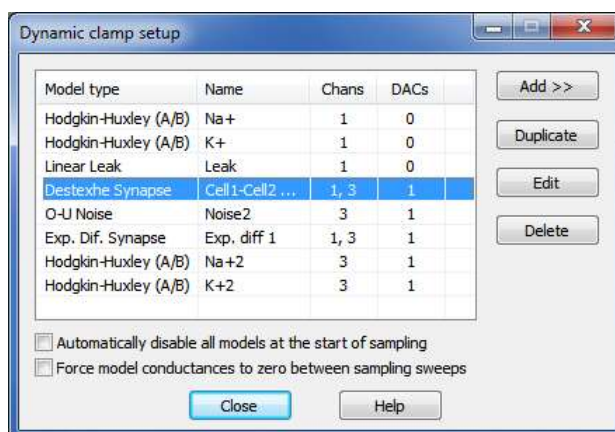 Dynamic clamp setup
Model type Name Chans DACs
Hodgkin-Huxley (A/B) Na+ 1 0
Hodgkin-Huxley (A/B) K+ 1 0
Linear Leak Leak 1 0
Destexhe Synapse Cell1-Cell2 ... 1, 3 1
O-U Noise Noise2 3 1
Exp. Dif. Synapse Exp. diff 1 1, 3 1
Hodgkin-Huxley (A/B) Na+2 3 1
Hodgkin-Huxley (A/B) K+2 3 1
Add >>
Duplicate
Edit
Delete
Automatically disable all models at the start of sampling
Force model conductances to zero between sampling sweeps
Close Help